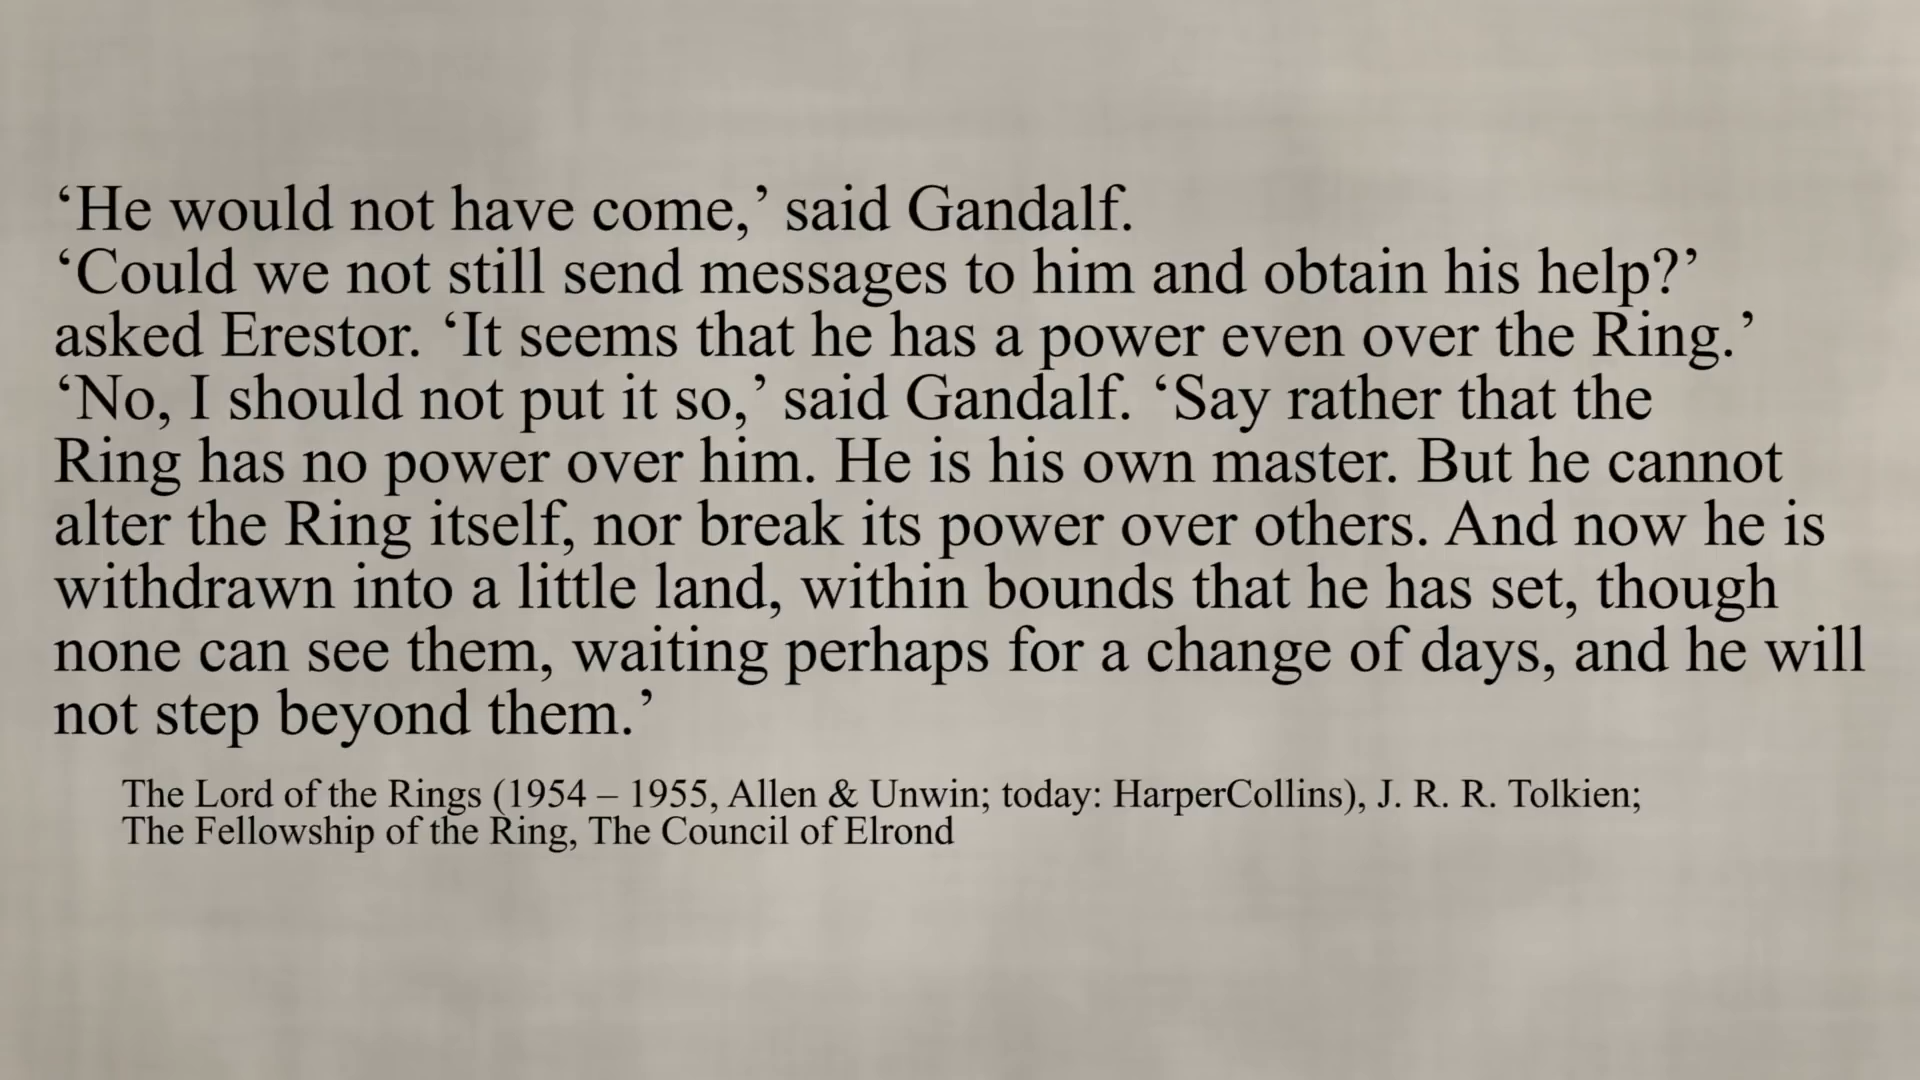 ‘He would not have come,’ said Gandalf.
‘Could we not still send messages to him and obtain his help?’
asked Erestor. ‘It seems that he has a power even over the Ring.’
‘No, I should not put it so,’ said Gandalf. ‘Say rather that the
Ring has no power over him. He is his own master. But he cannot
alter the Ring itself, nor break its power over others. And now he is
withdrawn into a little land, within bounds that he has set, though
none can see them, waiting perhaps for a change of days, and he will
not step beyond them.’
The Lord of the Rings (1954 – 1955, Allen & Unwin; today: HarperCollins), J. R. R. Tolkien;
The Fellowship of the Ring, The Council of Elrond